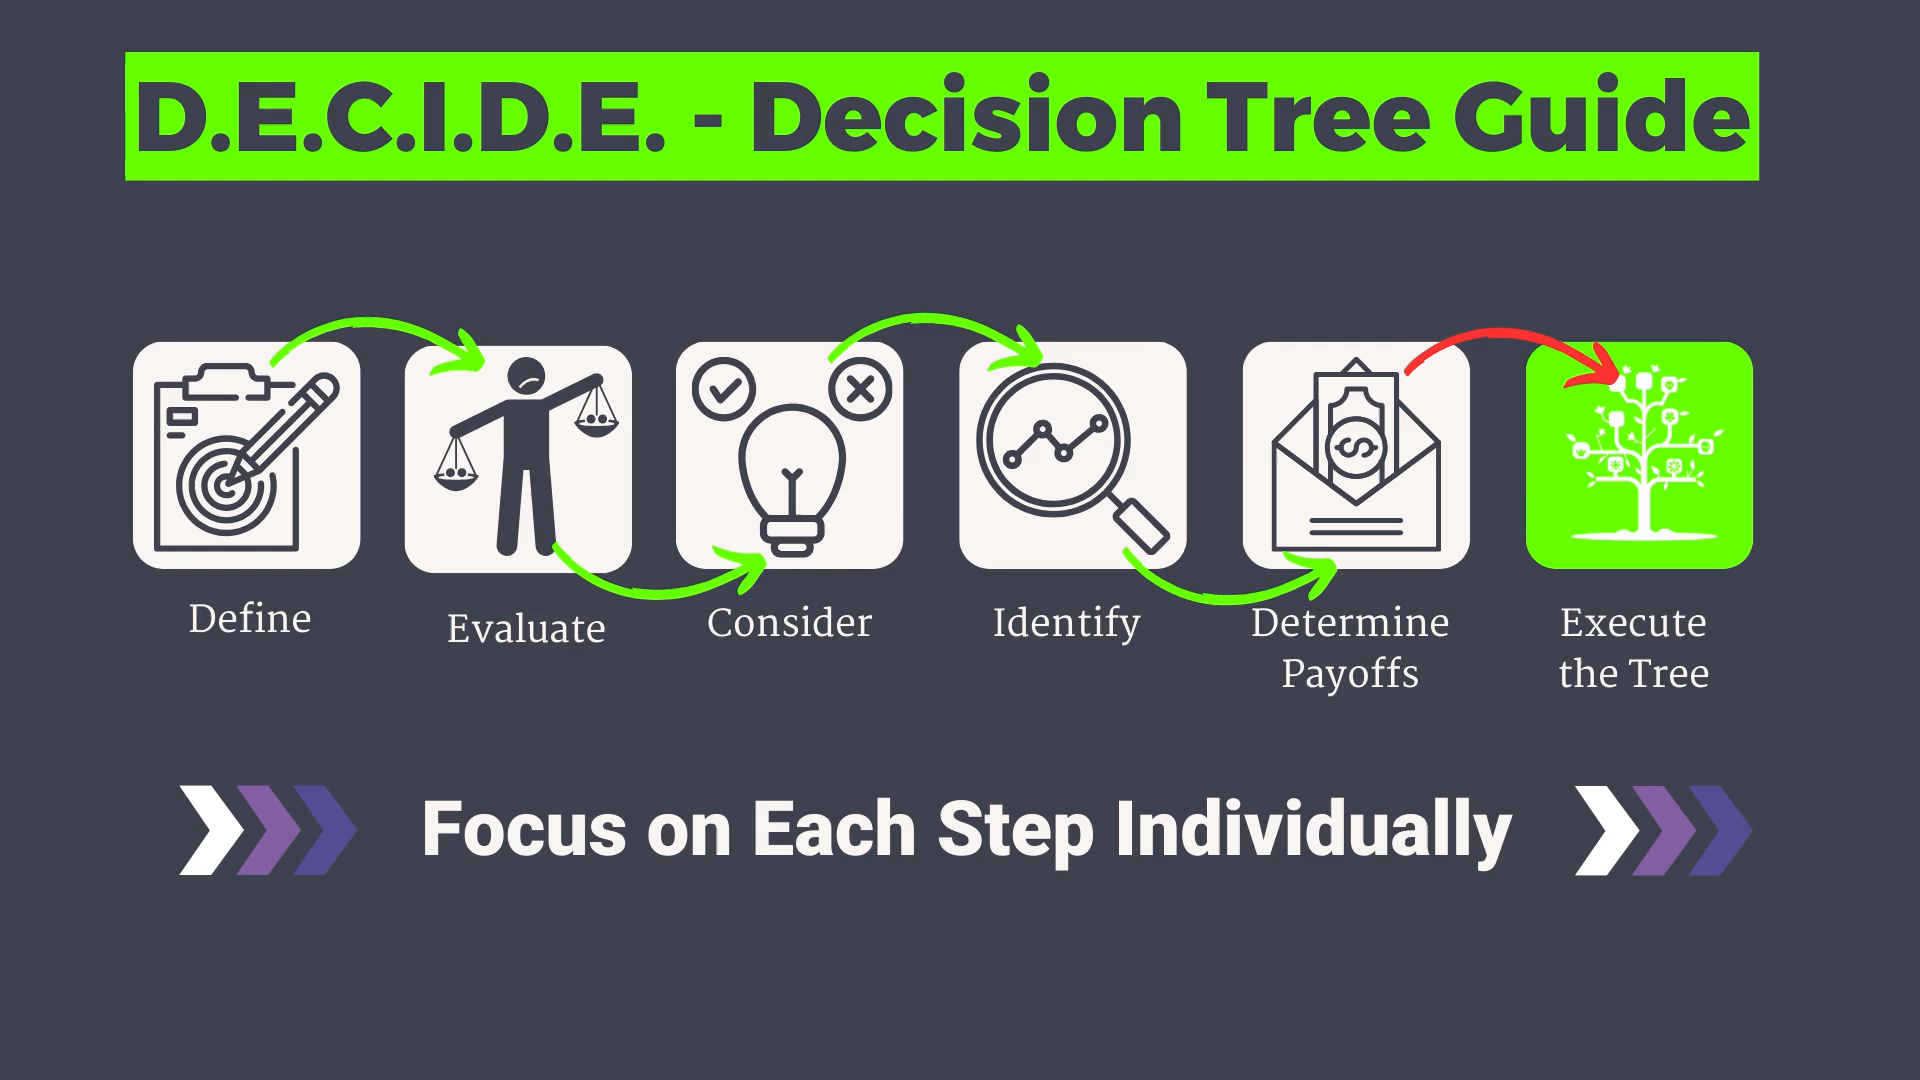 D.E.C.I.D.E. - Decision Tree Guide
Define
Evaluate
Consider
Identify
Determine
Payoffs
Execute
the Tree
Focus on Each Step Individually